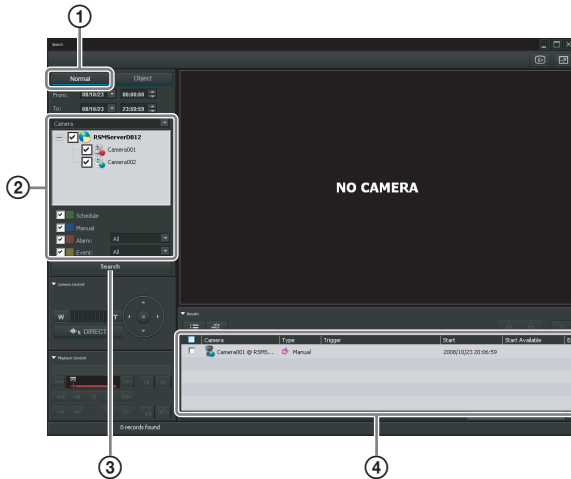 1
Search
Normal Object
From: 08/10/23 00:00:00
To: 08/10/23 23:59:59
Camera
RSMServerDB12
Camera001
Camera002
2
NO CAMERA
Schedule
Manual
Alarm: All
Event: All
Search
Camera Control
W T
DIRECT
Results
Camera Type Trigger Start Start Available
Camera001 @ RSMS... Manual 2008/10/23 20:06:59
Playback Control
0 records found
3
4